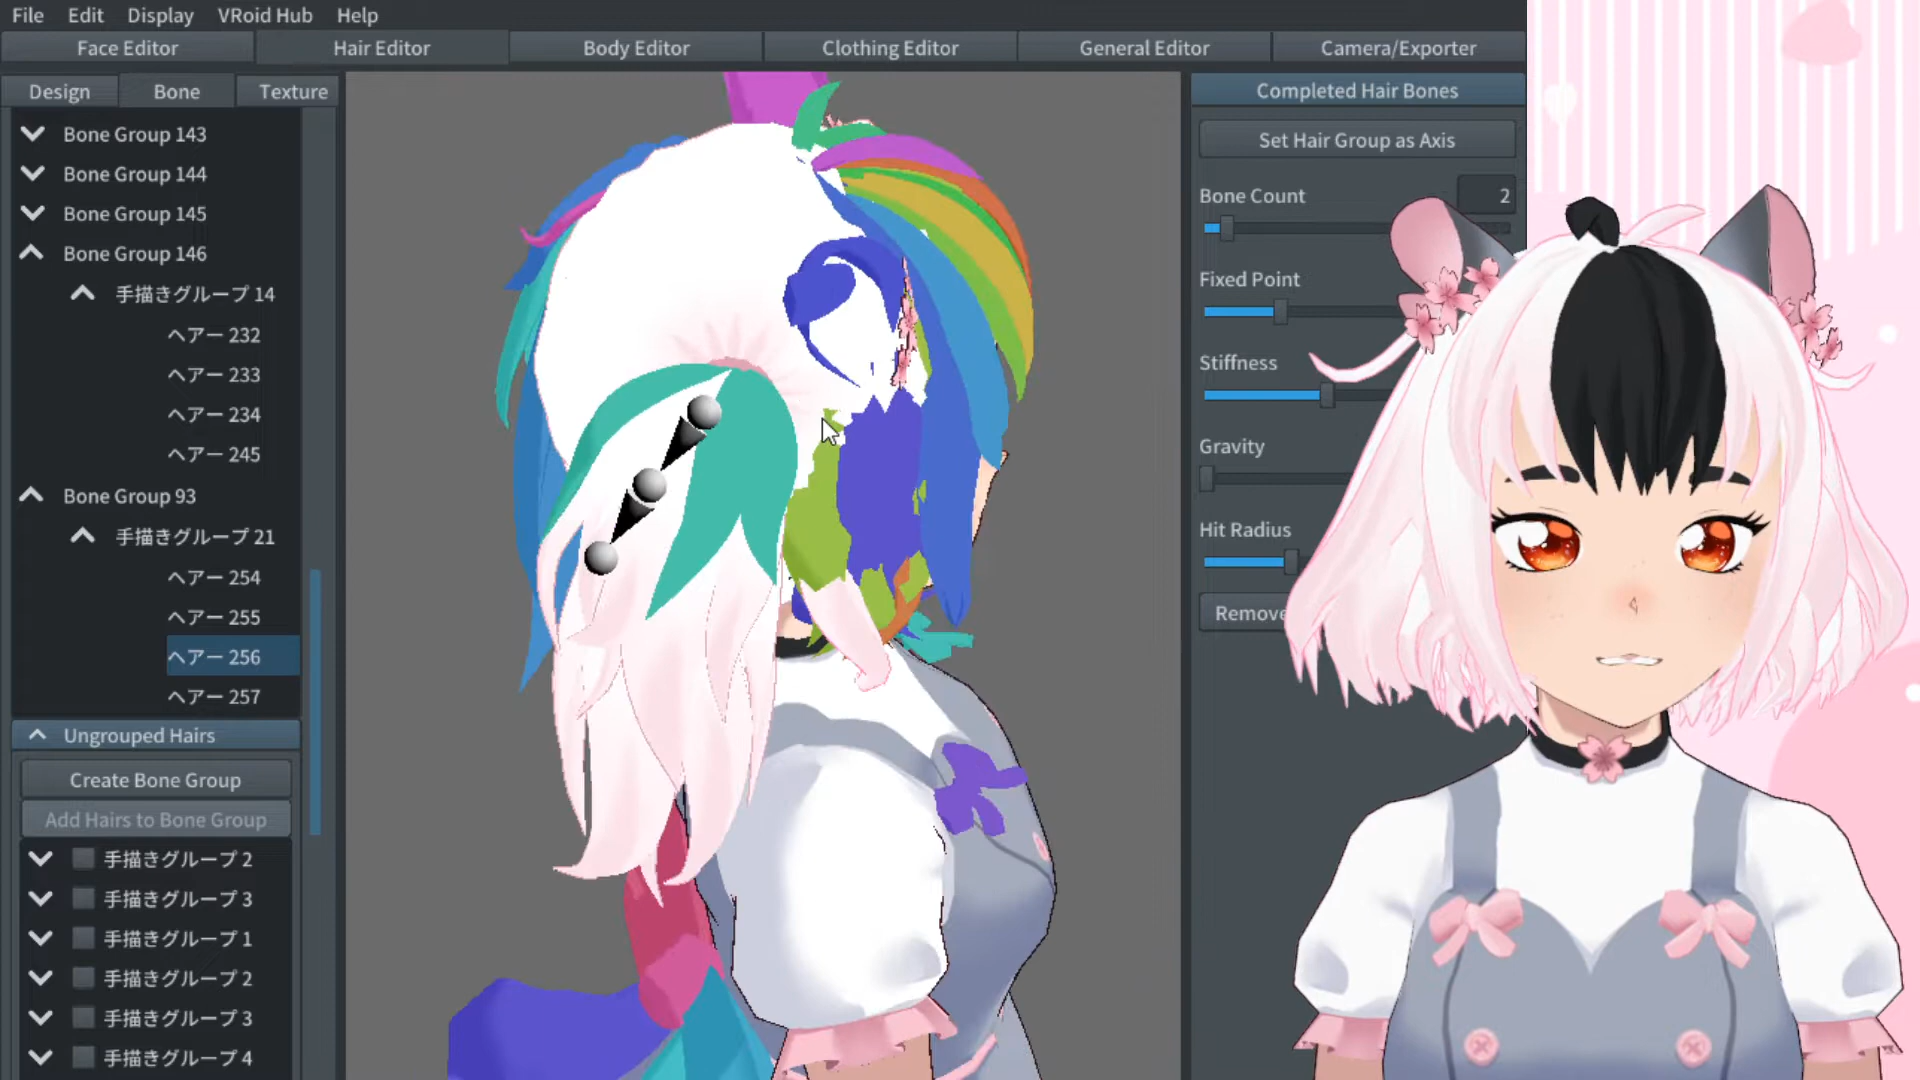 File Edit Display VRoid Hub Help
Face Editor Hair Editor Body Editor Clothing Editor General Editor Camera/Exporter
Design Bone Texture
Bone Group 143
Bone Group 144
Bone Group 145
Bone Group 146
手描きグループ 14
ヘアー 232
ヘアー 233
ヘアー 234
ヘアー 245
Bone Group 93
手描きグループ 21
ヘアー 254
ヘアー 255
ヘアー 256
ヘアー 257
Ungrouped Hairs
Create Bone Group
Add Hairs to Bone Group
手描きグループ 2
手描きグループ 3
手描きグループ 1
手描きグループ 2
手描きグループ 3
手描きグループ 4
Completed Hair Bones
Set Hair Group as Axis
Bone Count 2
Fixed Point
Stiffness
Gravity
Hit Radius
Remove